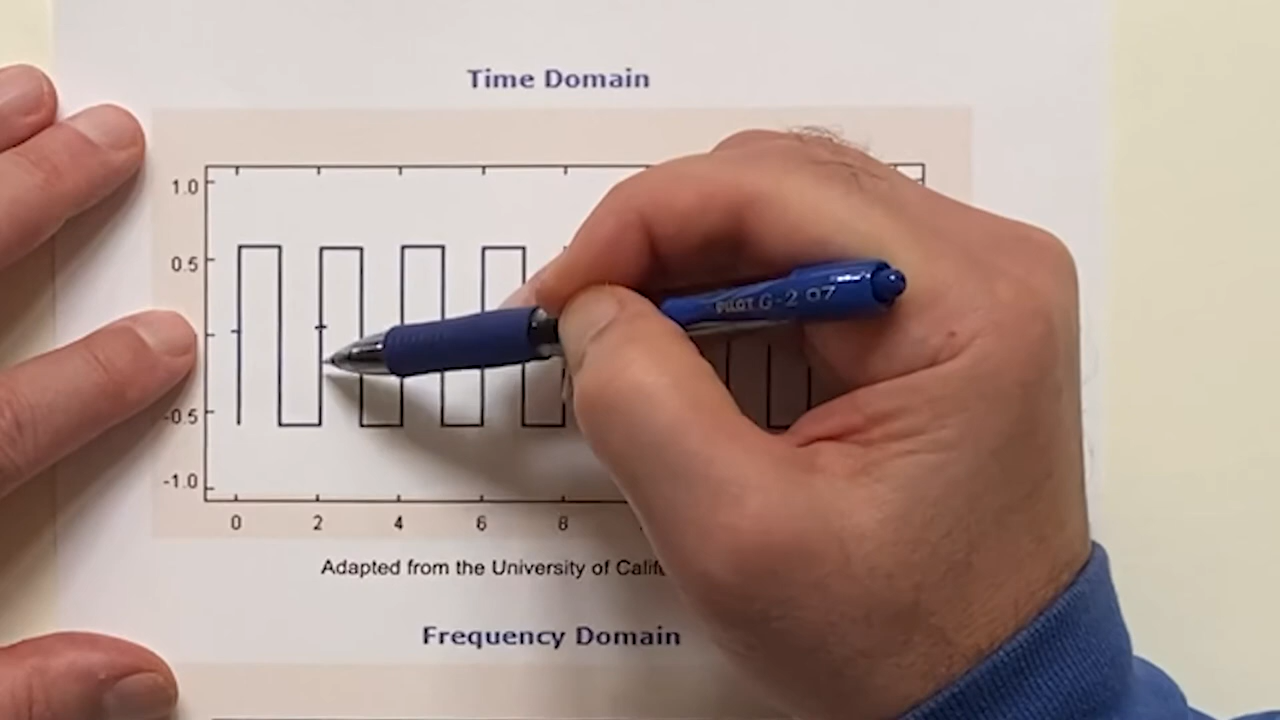 Time Domain
1.0
0.5
PILOT G-2 07
-0.5
-1.0
0 2 4 6 8
Adapted from the University of
Frequency Domain